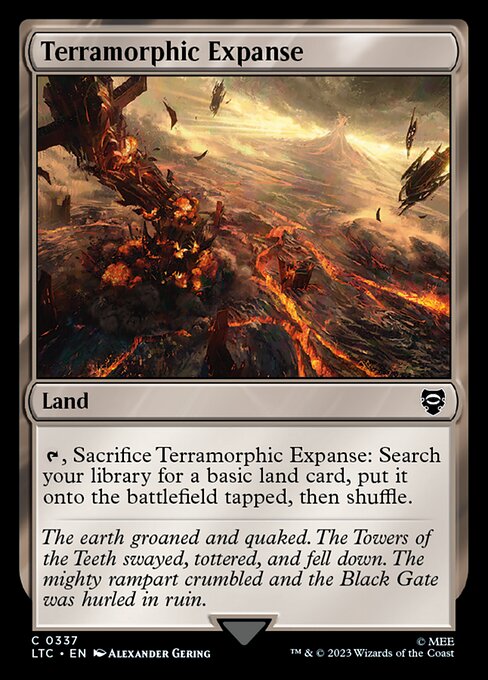 Terramorphic Expanse
Land
, Sacrifice Terramorphic Expanse: Search
your library for a basic land card, put it
onto the battlefield tapped, then shuffle.
The earth groaned and quaked. The Towers of
the Teeth swayed, tottered, and fell down. The
mighty rampart crumbled and the Black Gate
was hurled in ruin.
C 0337
LTC • EN Alexander Gering
© MEE
™ & © 2023 Wizards of the Coast